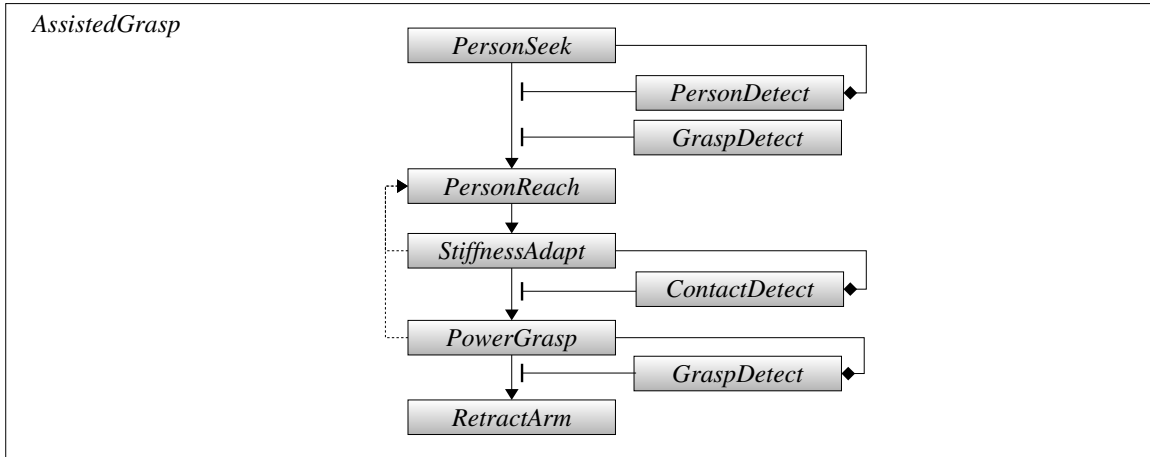 AssistedGrasp
PersonSeek
PersonDetect
GraspDetect
PersonReach
StiffnessAdapt
ContactDetect
PowerGrasp
GraspDetect
RetractArm